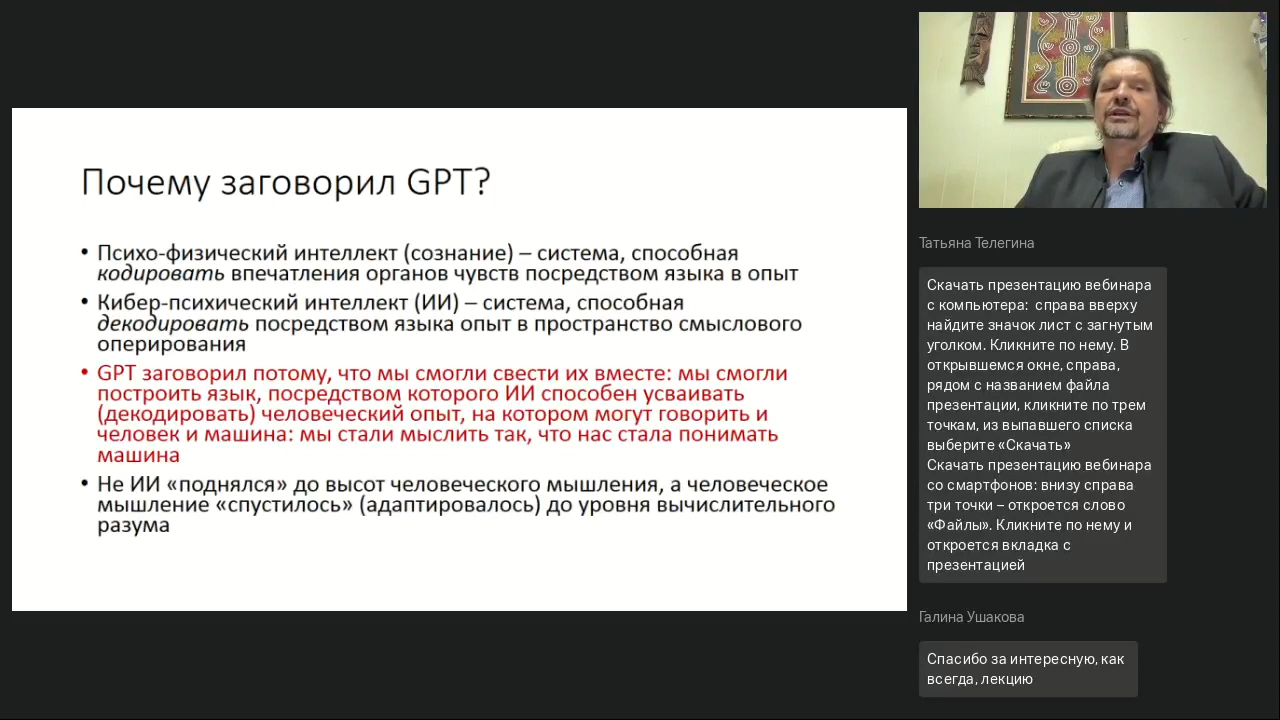 Почему заговорил GPT?
• Психо-физический интеллект (сознание) – система, способная
кодировать впечатления органов чувств посредством языка в опыт
• Кибер-психический интеллект (ИИ) – система, способная
декодировать посредством языка опыт в пространство смыслового
оперирования
• GPT заговорил потому, что мы смогли свести их вместе: мы смогли
построить язык, посредством которого ИИ способен усваивать
(декодировать) человеческий опыт, на котором могут говорить и
человек и машина: мы стали мыслить так, что нас стала понимать
машина
• Не ИИ «поднялся» до высот человеческого мышления, а человеческое
мышление «спустилось» (адаптировалось) до уровня вычислительного
разума
Татьяна Телегина
Скачать презентацию вебинара
с компьютера: справа вверху
найдите значок лист с загнутым
уголком. Кликните по нему. В
открывшемся окне, справа,
рядом с названием файла
презентации, кликните по трем
точкам, из выпавшего списка
выберите «Скачать»
Скачать презентацию вебинара
со смартфонов: внизу справа
три точки – откроется слово
«Файлы». Кликните по нему и
откроется вкладка с
презентацией
Галина Ушакова
Спасибо за интересную, как
всегда, лекцию